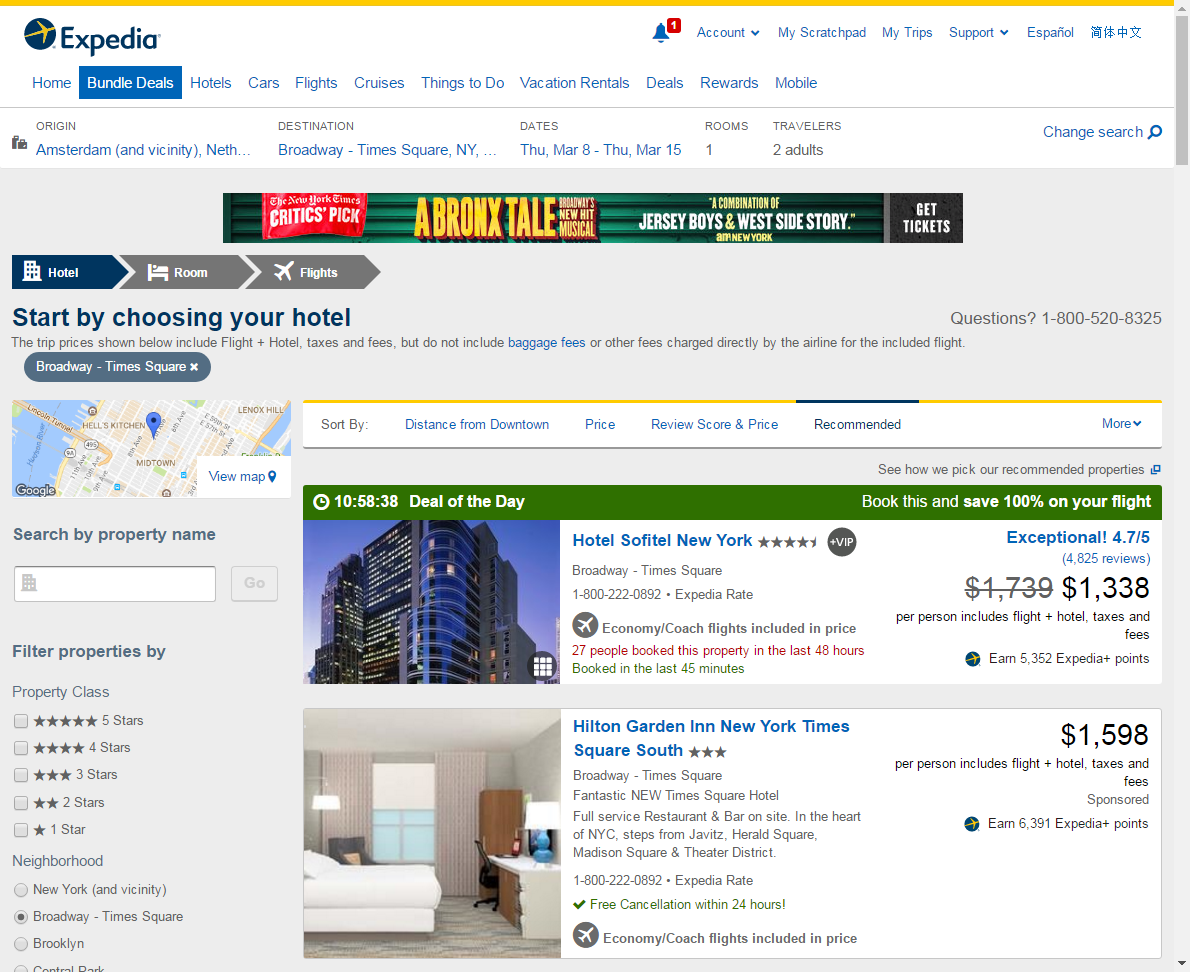 Expedia
1
Account
My Scratchpad
My Trips
Support
Español
简体中文
Home
Bundle Deals
Hotels
Cars
Flights
Cruises
Things to Do
Vacation Rentals
Deals
Rewards
Mobile
ORIGIN
Amsterdam (and vicinity), Neth...
DESTINATION
Broadway - Times Square, NY, ...
DATES
Thu, Mar 8 - Thu, Mar 15
ROOMS
1
TRAVELERS
2 adults
Change search
The New York Times
CRITICS' PICK
A BRONX TALE
BROADWAY'S
NEW HIT
MUSICAL
"A COMBINATION OF
JERSEY BOYS & WEST SIDE STORY."
amNEWYORK
GET
TICKETS
Hotel
Room
Flights
Start by choosing your hotel
Questions? 1-800-520-8325
The trip prices shown below include Flight + Hotel, taxes and fees, but do not include baggage fees or other fees charged directly by the airline for the included flight.
Broadway - Times Square ×
LENOX HILL
Lincoln Tunnel
HELL'S KITCHEN
E 59th St
E 57th St
Hudson River
495
9A
11th Ave
10th Ave
8th Ave
MIDTOWN
Google
View map
Sort By:
Distance from Downtown
Price
Review Score & Price
Recommended
More
See how we pick our recommended properties
Search by property name
Go
Filter properties by
Property Class
5 Stars
4 Stars
3 Stars
2 Stars
1 Star
Neighborhood
New York (and vicinity)
Broadway - Times Square
Brooklyn
Central Park
10:58:38 Deal of the Day
Book this and save 100% on your flight
Hotel Sofitel New York
+VIP
Broadway - Times Square
1-800-222-0892 • Expedia Rate
Economy/Coach flights included in price
27 people booked this property in the last 48 hours
Booked in the last 45 minutes
Exceptional! 4.7/5
(4,825 reviews)
$1,739 $1,338
per person includes flight + hotel, taxes and
fees
Earn 5,352 Expedia+ points
Hilton Garden Inn New York Times
Square South
Broadway - Times Square
Fantastic NEW Times Square Hotel
Full service Restaurant & Bar on site. In the heart
of NYC, steps from Javitz, Herald Square,
Madison Square & Theater District.
1-800-222-0892 • Expedia Rate
Free Cancellation within 24 hours!
Economy/Coach flights included in price
$1,598
per person includes flight + hotel, taxes and
fees
Sponsored
Earn 6,391 Expedia+ points